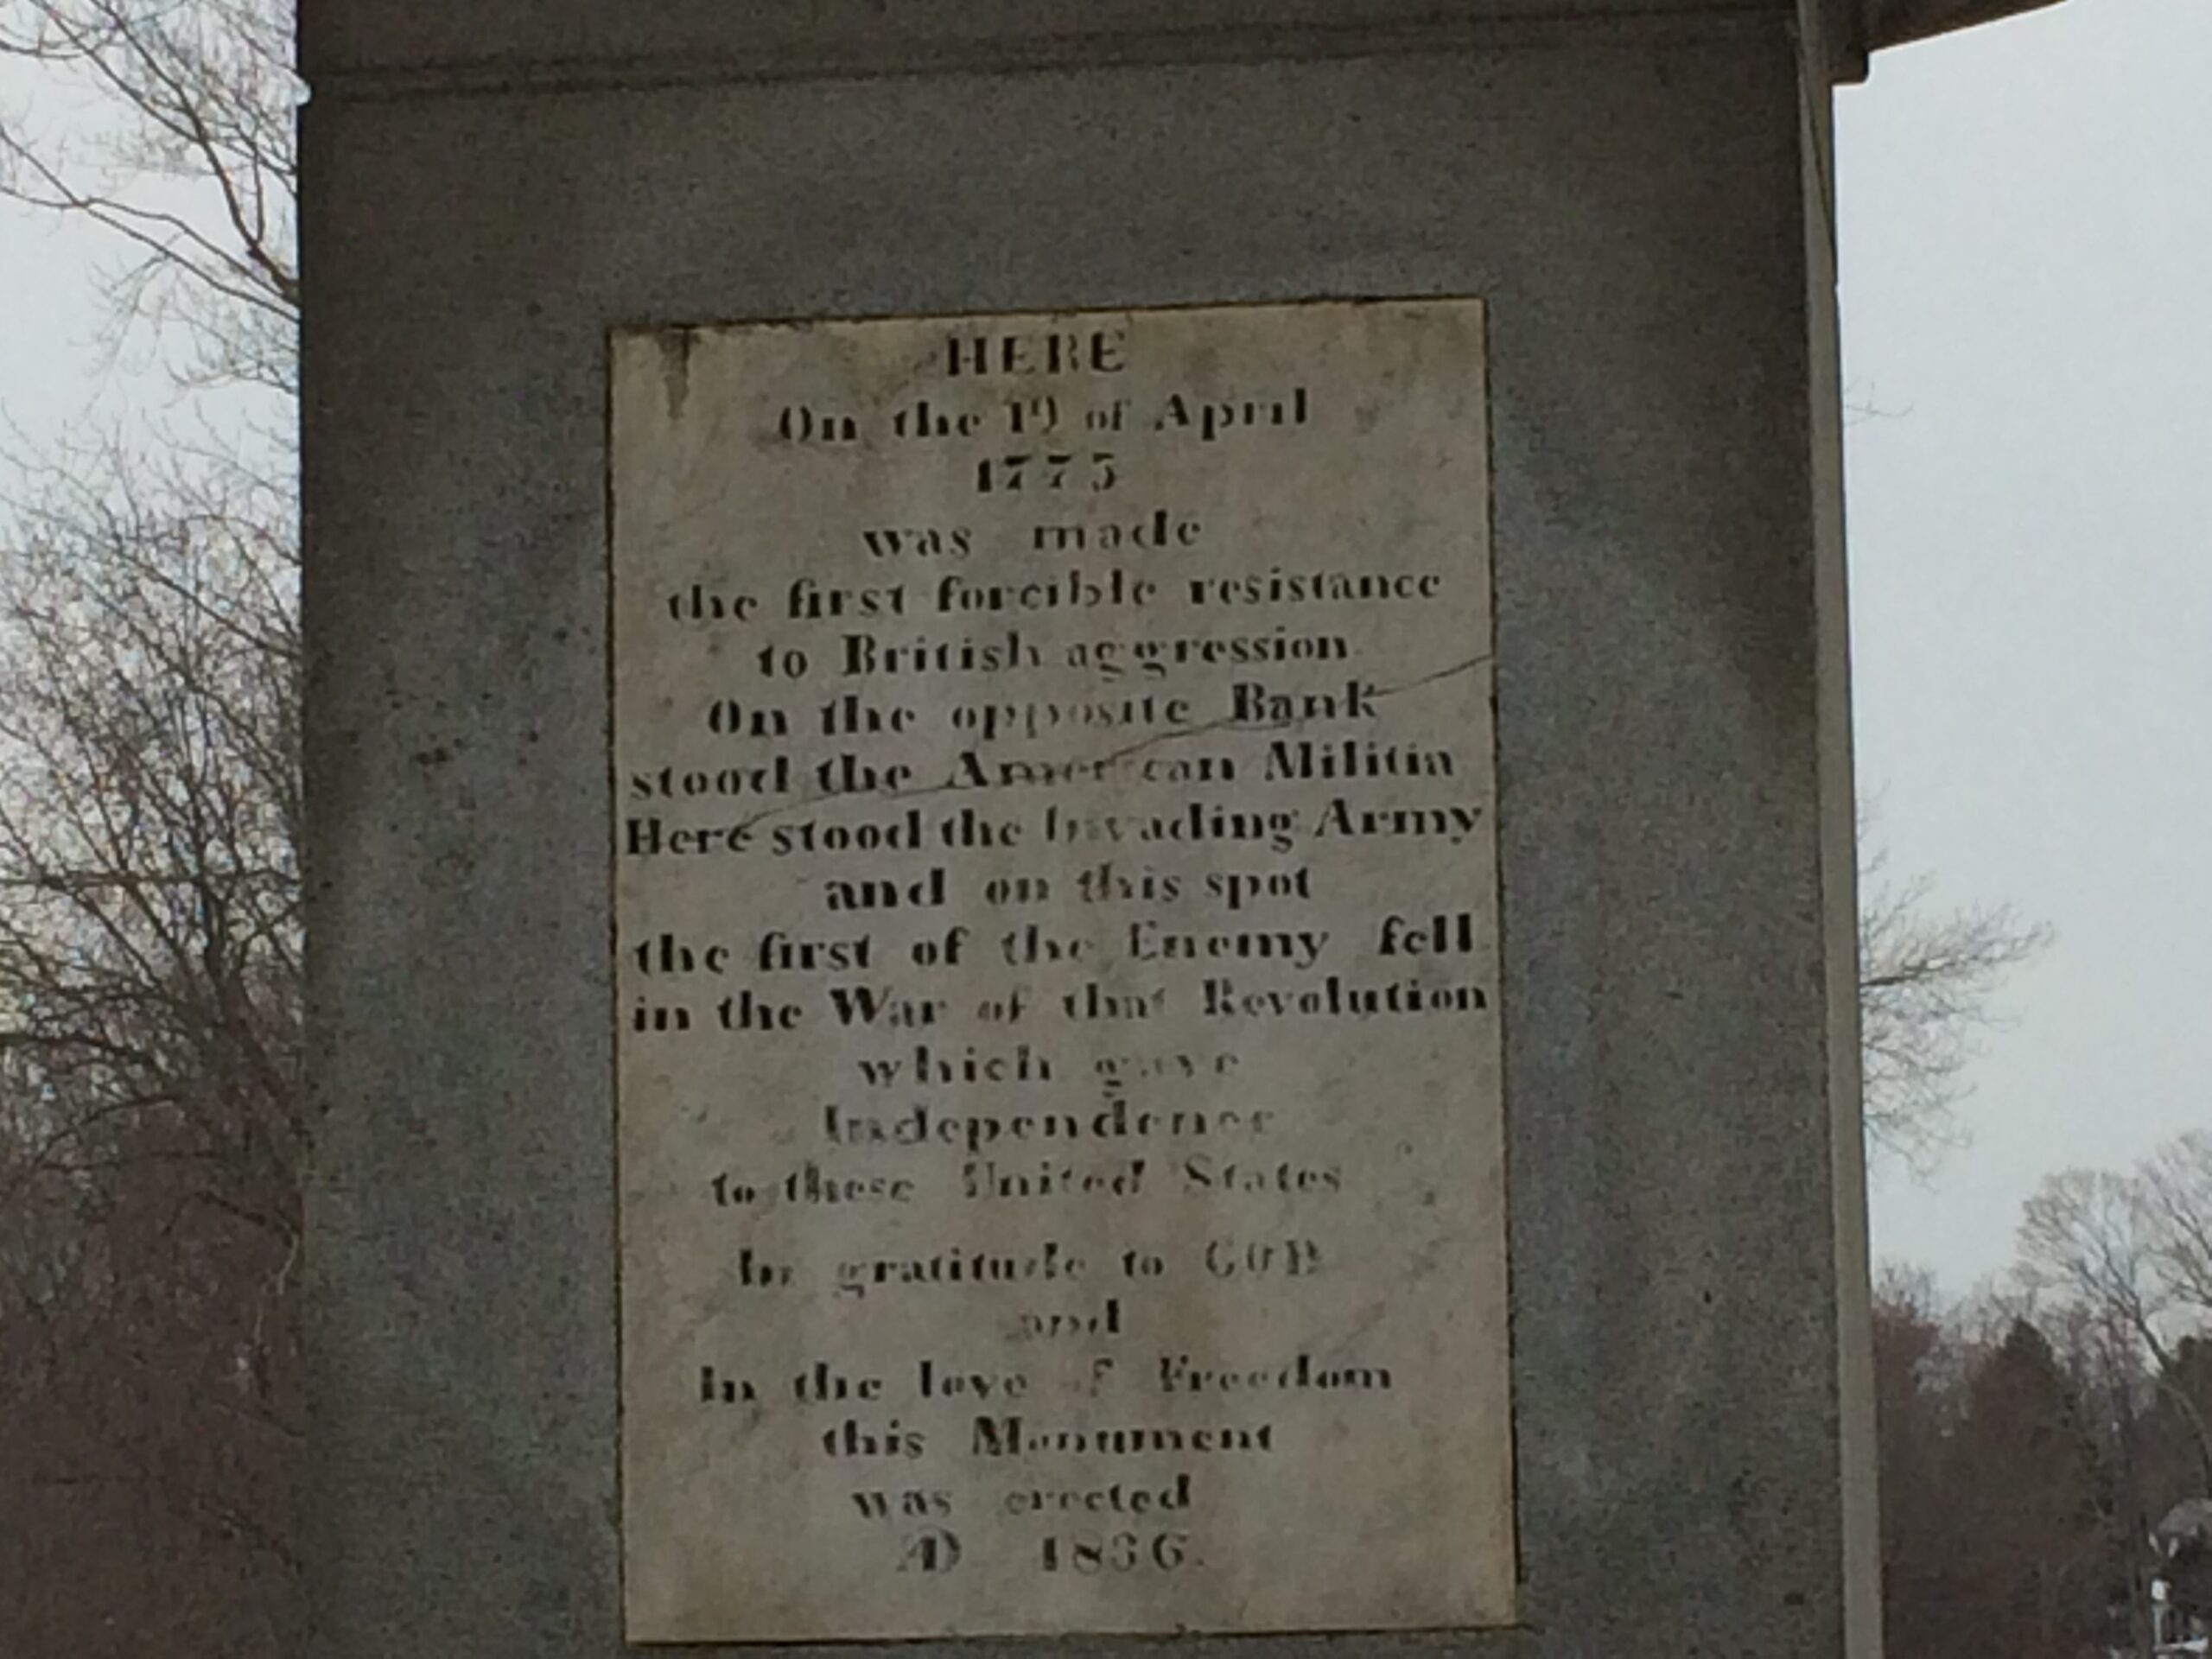 HERE
On the 19 of April
1775
was made
the first forcible resistance
to British aggression
On the opposite Bank
stood the American Militia
Here stood the Invading Army
and on this spot
the first of the Enemy fell
in the War of that Revolution
which gave
Independence
to these United States
In gratitude to GOD
and
In the love of Freedom
this Monument
was erected
AD 1836.